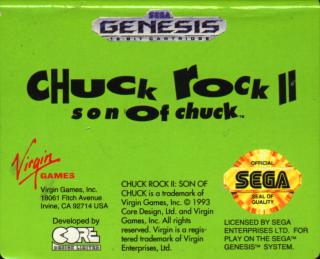 SEGA
GENESIS
16-BIT CARTRIDGE
CHUCK ROCK II
SON OF CHUCK™
Virgin
GAMES
Virgin Games, Inc.
18061 Fitch Avenue
Irvine, CA 92714 USA
Developed by
CORE
DESIGN LIMITED
CHUCK ROCK II: SON OF
CHUCK is a trademark of
Virgin Games, Inc. © 1993
Core Design, Ltd. and Virgin
Games, Inc. All rights
reserved. Virgin is a regis-
tered trademark of Virgin
Enterprises, Ltd.
OFFICIAL
SEGA
SEAL OF
QUALITY
LICENSED BY SEGA
ENTERPRISES LTD. FOR
PLAY ON THE SEGA™
GENESIS™ SYSTEM.